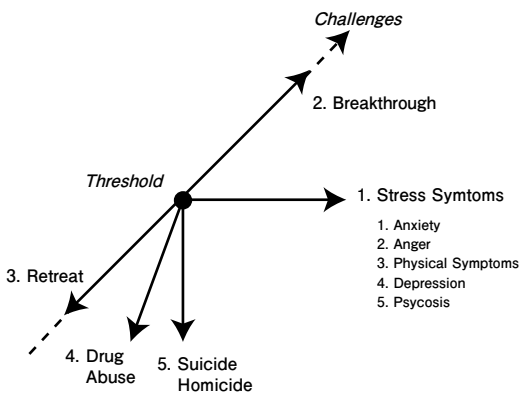 Challenges
2. Breakthrough
Threshold
1. Stress Symtoms
1. Anxiety
2. Anger
3. Physical Symptoms
4. Depression
5. Psycosis
3. Retreat
4. Drug
Abuse
5. Suicide
Homicide